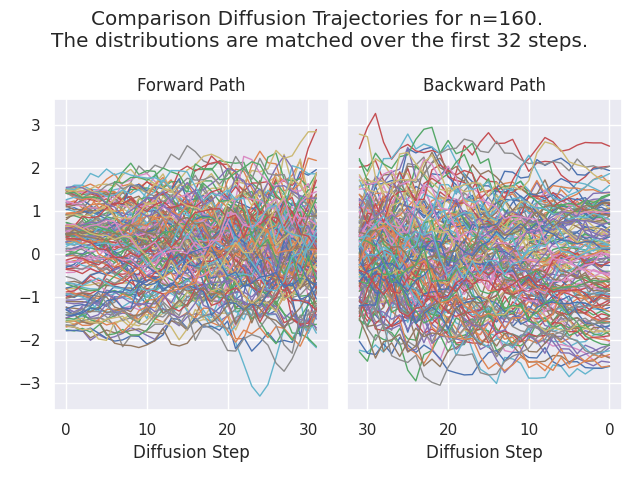 Comparison Diffusion Trajectories for n=160.
The distributions are matched over the first 32 steps.
Forward Path
Backward Path
3
2
1
0
−1
−2
−3
0 10 20 30
30 20 10 0
Diffusion Step
Diffusion Step